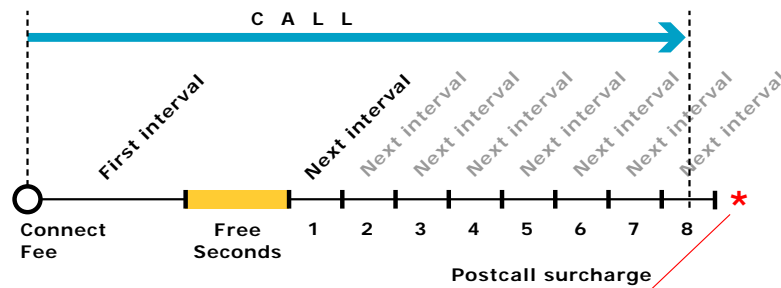 C A L L
First interval
Next interval
Next interval
Next interval
Next interval
Next interval
Next interval
Next interval
Next interval
Connect
Fee
Free
Seconds
1 2 3 4 5 6 7 8
*
Postcall surcharge